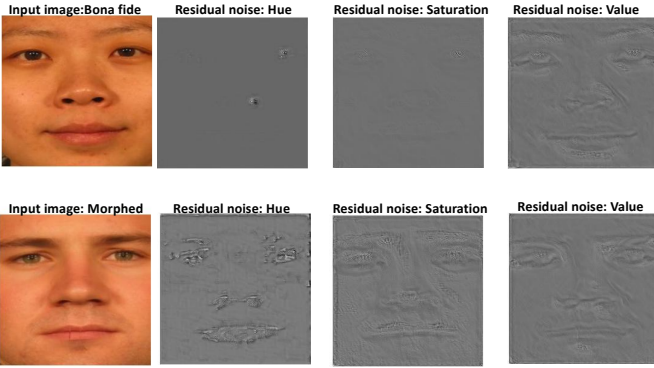 Input image:Bona fide
Residual noise: Hue
Residual noise: Saturation
Residual noise: Value
Input image: Morphed
Residual noise: Hue
Residual noise: Saturation
Residual noise: Value